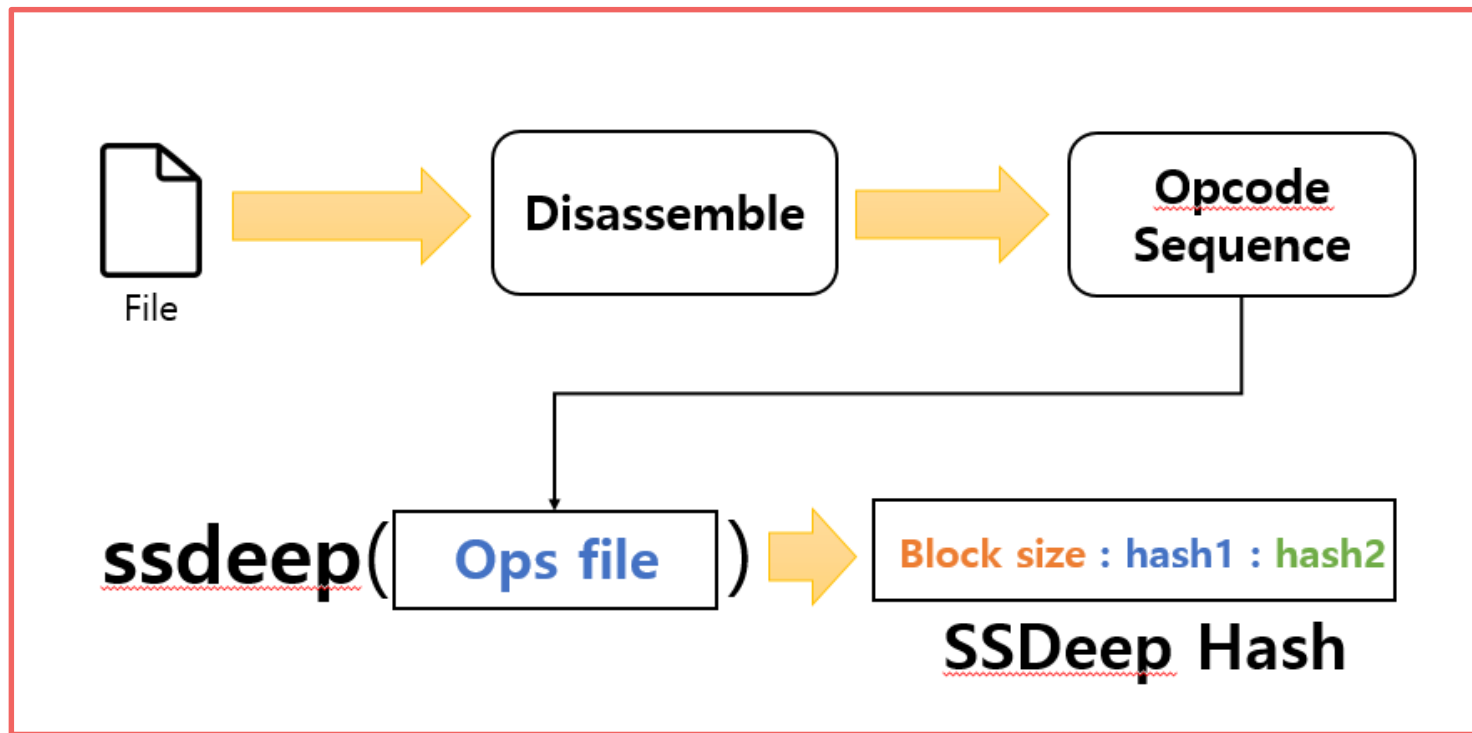 File
Disassemble
Opcode
Sequence
ssdeep( Ops file )
Block size : hash1 : hash2
SSDeep Hash